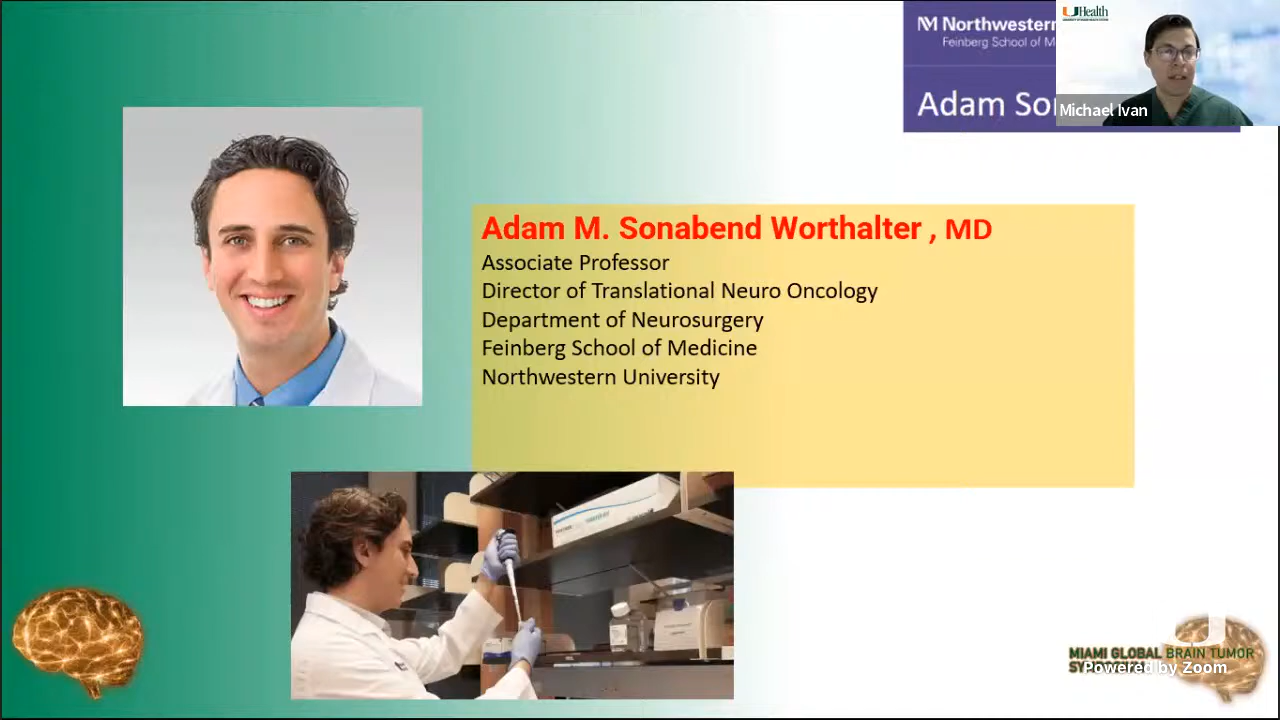 Northwestern
Feinberg School of M
Adam So
UHealth
Michael Ivan
Adam M. Sonabend Worthalter , MD
Associate Professor
Director of Translational Neuro Oncology
Department of Neurosurgery
Feinberg School of Medicine
Northwestern University
MIAMI GLOBAL BRAIN TUMOR
Powered by Zoom